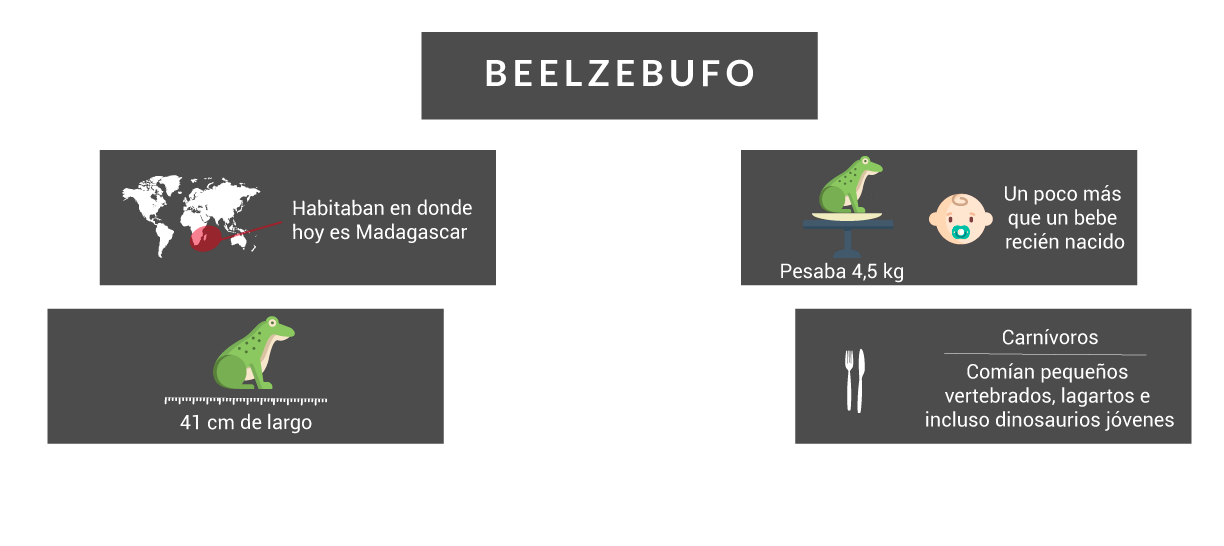 BEELZEBUFO
Habitaban en donde
hoy es Madagascar
Pesaba 4,5 kg
Un poco más
que un bebe
recién nacido
41 cm de largo
Carnívoros
Comían pequeños
vertebrados, lagartos e
incluso dinosaurios jóvenes